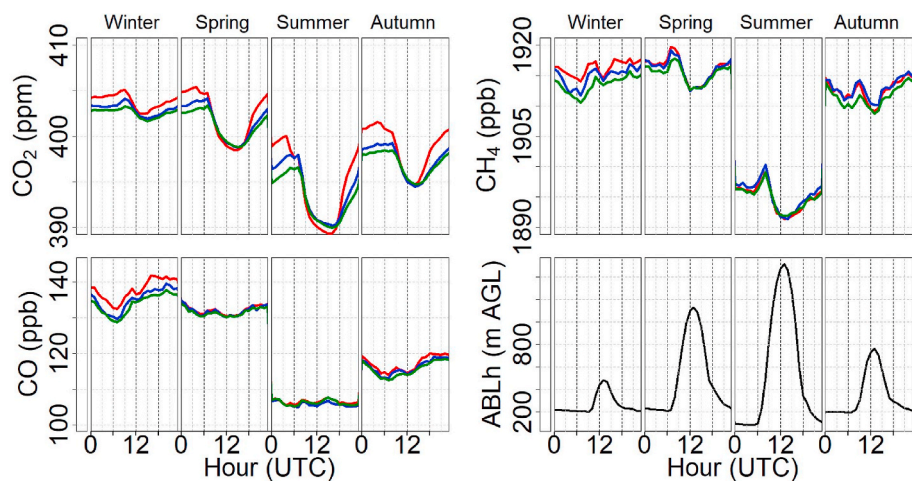 Winter Spring Summer Autumn
410
400
390
CO₂ (ppm)
140
120
100
CO (ppb)
0 12 0 12 0 12 0 12
Hour (UTC)
Winter Spring Summer Autumn
1920
1905
1890
CH₄ (ppb)
800
200
ABLh (m AGL)
0 12 0 12 0 12 0 12
Hour (UTC)